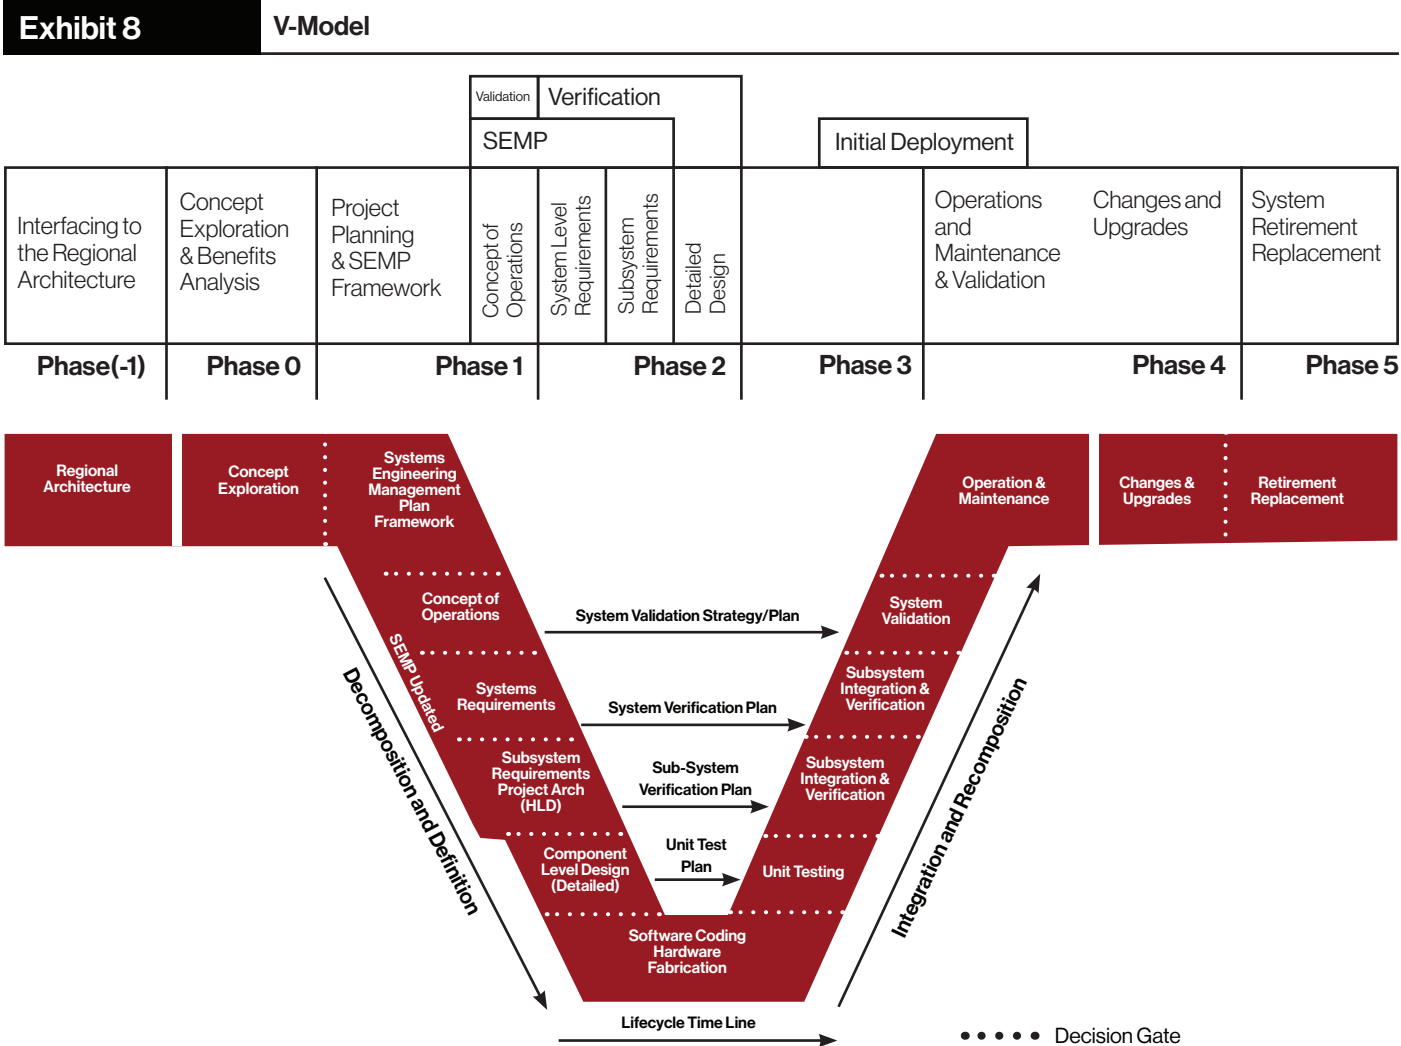 Exhibit 8
V-Model
Validation
Verification
SEMP
Initial Deployment
Interfacing to
the Regional
Architecture
Concept
Exploration
& Benefits
Analysis
Project
Planning
& SEMP
Framework
Concept of
Operations
System Level
Requirements
Subsystem
Requirements
Detailed
Design
Operations
and
Maintenance
& Validation
Changes and
Upgrades
System
Retirement
Replacement
Phase(-1)
Phase 0
Phase 1
Phase 2
Phase 3
Phase 4
Phase 5
Regional
Architecture
Concept
Exploration
Systems
Engineering
Management
Plan
Framework
Operation &
Maintenance
Changes &
Upgrades
Retirement
Replacement
Concept of
Operations
System Validation Strategy/Plan
System
Validation
SEMP Updated
Systems
Requirements
System Verification Plan
Subsystem
Integration &
Verification
Subsystem
Requirements
Project Arch
(HLD)
Sub-System
Verification Plan
Subsystem
Integration &
Verification
Component
Level Design
(Detailed)
Unit Test
Plan
Unit Testing
Software Coding
Hardware
Fabrication
Decomposition and Definition
Integration and Recomposition
Lifecycle Time Line
Decision Gate